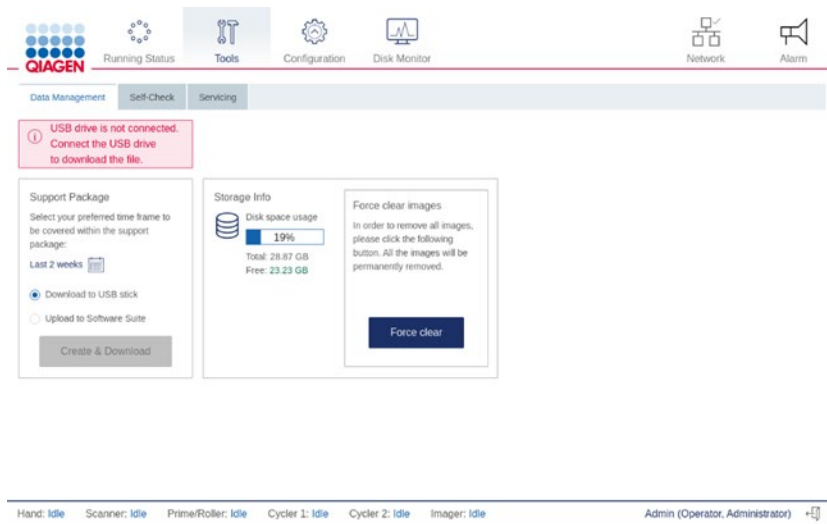 QIAGEN
Running Status
Tools
Configuration
Disk Monitor
Network
Alarm
Data Management
Self-Check
Servicing
USB drive is not connected.
Connect the USB drive
to download the file.
Support Package
Select your preferred time frame to
be covered within the support
package:
Last 2 weeks
Download to USB stick
Upload to Software Suite
Create & Download
Storage Info
Disk space usage
19%
Total: 28.87 GB
Free: 23.23 GB
Force clear images
In order to remove all images,
please click the following
button. All the images will be
permanently removed.
Force clear
Hand: Idle Scanner: Idle Prime/Roller: Idle Cycler 1: Idle Cycler 2: Idle Imager: Idle Admin (Operator, Administrator)